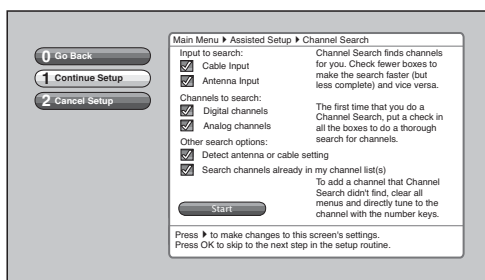 0 Go Back
1 Continue Setup
2 Cancel Setup
Main Menu ▶ Assisted Setup ▶ Channel Search
Input to search:
Cable Input
Antenna Input
Channels to search:
Digital channels
Analog channels
Other search options:
Detect antenna or cable setting
Search channels already in my channel list(s)
Start
Channel Search finds channels
for you. Check fewer boxes to
make the search faster (but
less complete) and vice versa.
The first time that you do a
Channel Search, put a check in
all the boxes to do a thorough
search for channels.
To add a channel that Channel
Search didn't find, clear all
menus and directly tune to the
channel with the number keys.
Press ▶ to make changes to this screen's settings.
Press OK to skip to the next step in the setup routine.